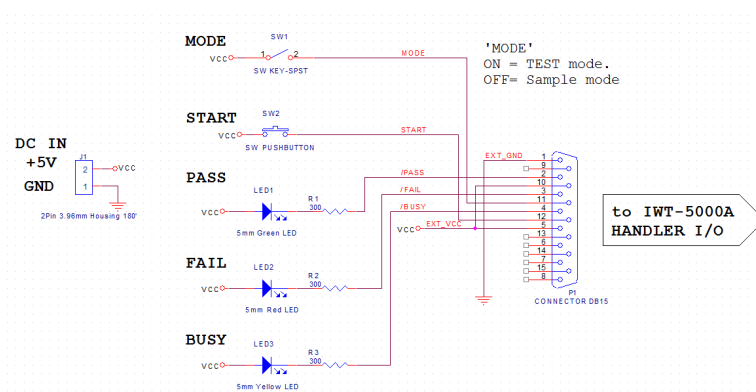 MODE
SW1
1
2
VCC
SW KEY-SPST
MODE
'MODE'
ON = TEST mode.
OFF= Sample mode
START
SW2
VCC
SW PUSHBUTTON
START
DC IN
+5V
GND
J1
2
1
VCC
2Pin 3.96mm Housing 180'
PASS
LED1
R1
300
VCC
5mm Green LED
/PASS
FAIL
LED2
R2
300
VCC
5mm Red LED
/FAIL
BUSY
LED3
R3
300
VCC
5mm Yellow LED
/BUSY
EXT_GND
VCC
EXT_VCC
1
9
2
10
3
11
4
12
5
13
6
14
7
15
8
P1
CONNECTOR DB15
to IWT-5000A
HANDLER I/O